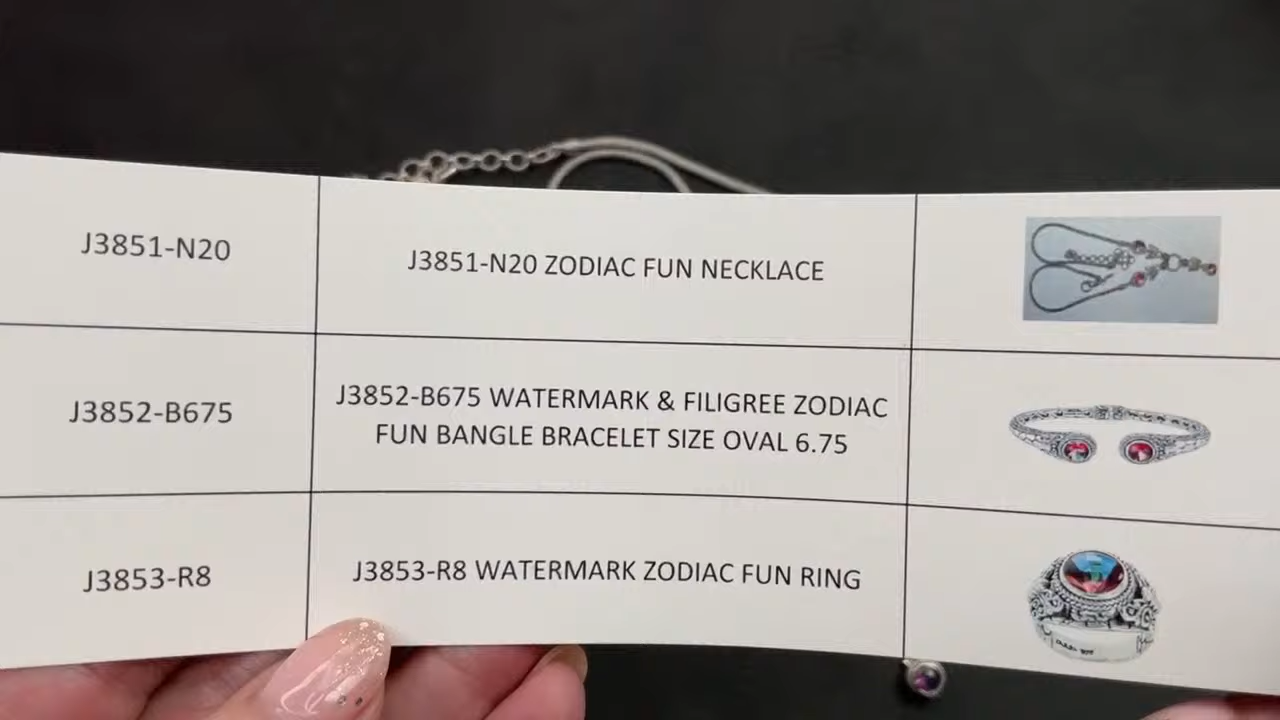 J3851-N20
J3851-N20 ZODIAC FUN NECKLACE
J3852-B675
J3852-B675 WATERMARK & FILIGREE ZODIAC
FUN BANGLE BRACELET SIZE OVAL 6.75
J3853-R8
J3853-R8 WATERMARK ZODIAC FUN RING